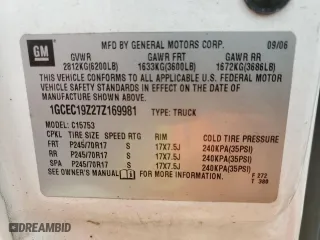 GM
MFD BY GENERAL MOTORS CORP. 09/06
GVWR GAWR FRT GAWR RR
2812KG(6200LB) 1633KG(3600LB) 1672KG(3686LB)
THIS VEHICLE CONFORMS TO ALL APPLICABLE U.S. FEDERAL
MOTOR VEHICLE SAFETY STANDARDS IN EFFECT ON THE DATE
OF MANUFACTURE SHOWN ABOVE.
1GCEC19Z27Z169981 TYPE: TRUCK
MODEL: C15753
CPKL TIRE SIZE SPEED RTG RIM COLD TIRE PRESSURE
FRT P245/70R17 S 17X7.5J 240KPA(35PSI)
RR P245/70R17 S 17X7.5J 240KPA(35PSI)
SPA P245/70R17 S 17X7.5J 240KPA(35PSI)
SEE OWNER'S MANUAL FOR MORE INFORMATION.
F 272
T 388
DREAMBID